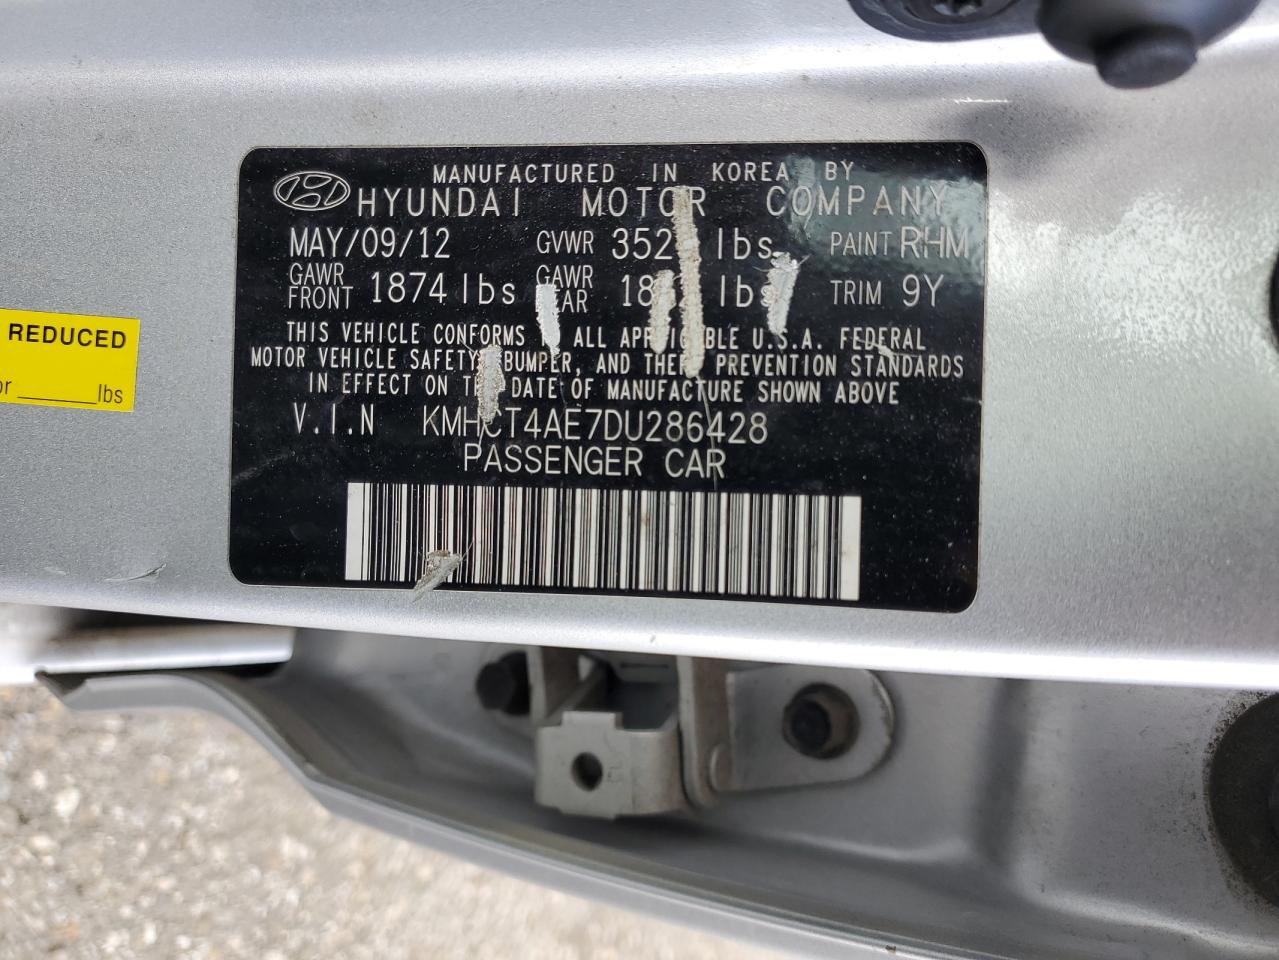 MANUFACTURED IN KOREA BY
HYUNDAI MOTOR COMPANY
MAY/09/12 GVWR lbs PAINT RHM
GAWR FRONT 1874 lbs GAWR lbs TRIM 9Y
THIS VEHICLE CONFORMS ALL APPLICABLE U.S.A. FEDERAL
MOTOR VEHICLE SAFETY, BUMPER, AND THEFT PREVENTION STANDARDS
IN EFFECT ON THE DATE OF MANUFACTURE SHOWN ABOVE
V.I.N KMHCT4AE7DU286428
PASSENGER CAR
REDUCED
lbs